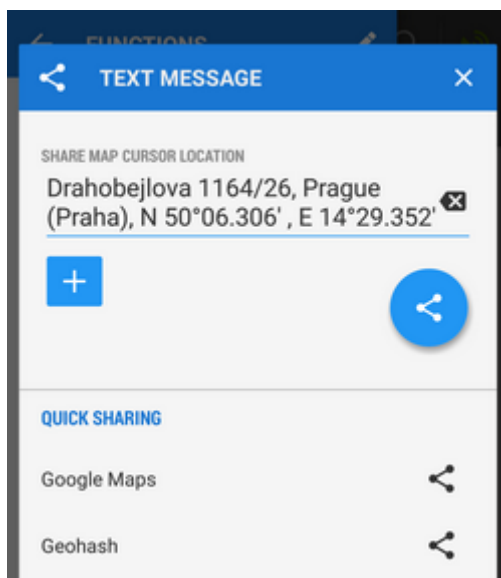 FUNCTIONS
TEXT MESSAGE
SHARE MAP CURSOR LOCATION
Drahobejlova 1164/26, Prague
(Praha), N 50°06.306' , E 14°29.352'
QUICK SHARING
Google Maps
Geohash